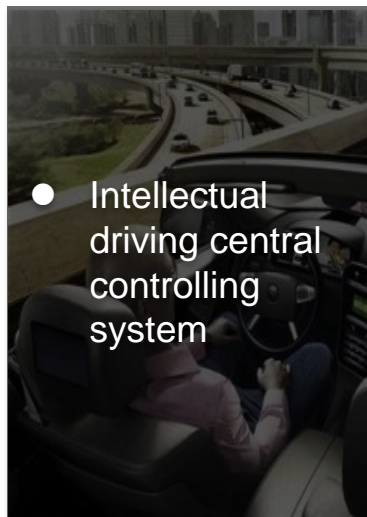 ● Intellectual
driving central
controlling
system